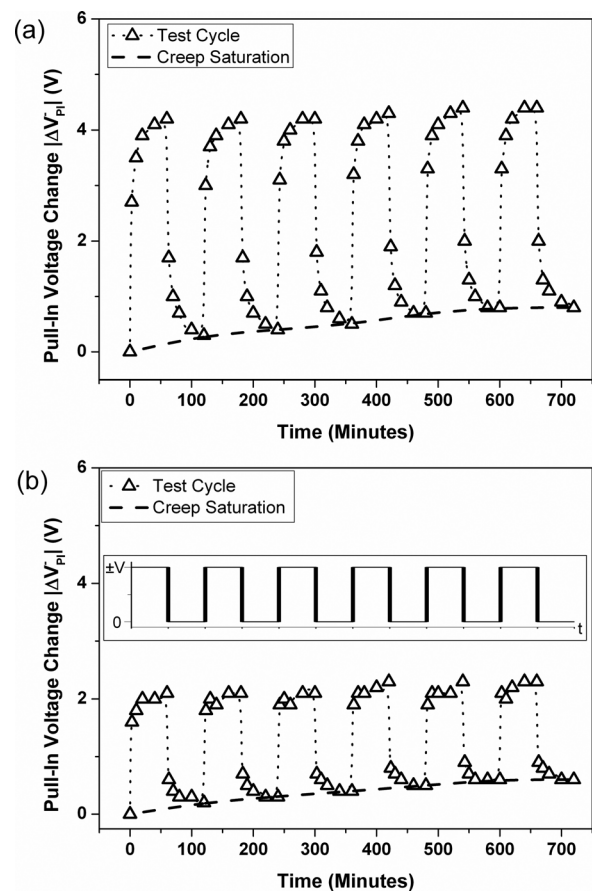 (a)
6
4
2
0
Pull-In Voltage Change |ΔV_PI| (V)
Test Cycle
Creep Saturation
0 100 200 300 400 500 600 700
Time (Minutes)
(b)
6
4
2
0
Pull-In Voltage Change |ΔV_PI| (V)
Test Cycle
Creep Saturation
±V
0
t
0 100 200 300 400 500 600 700
Time (Minutes)